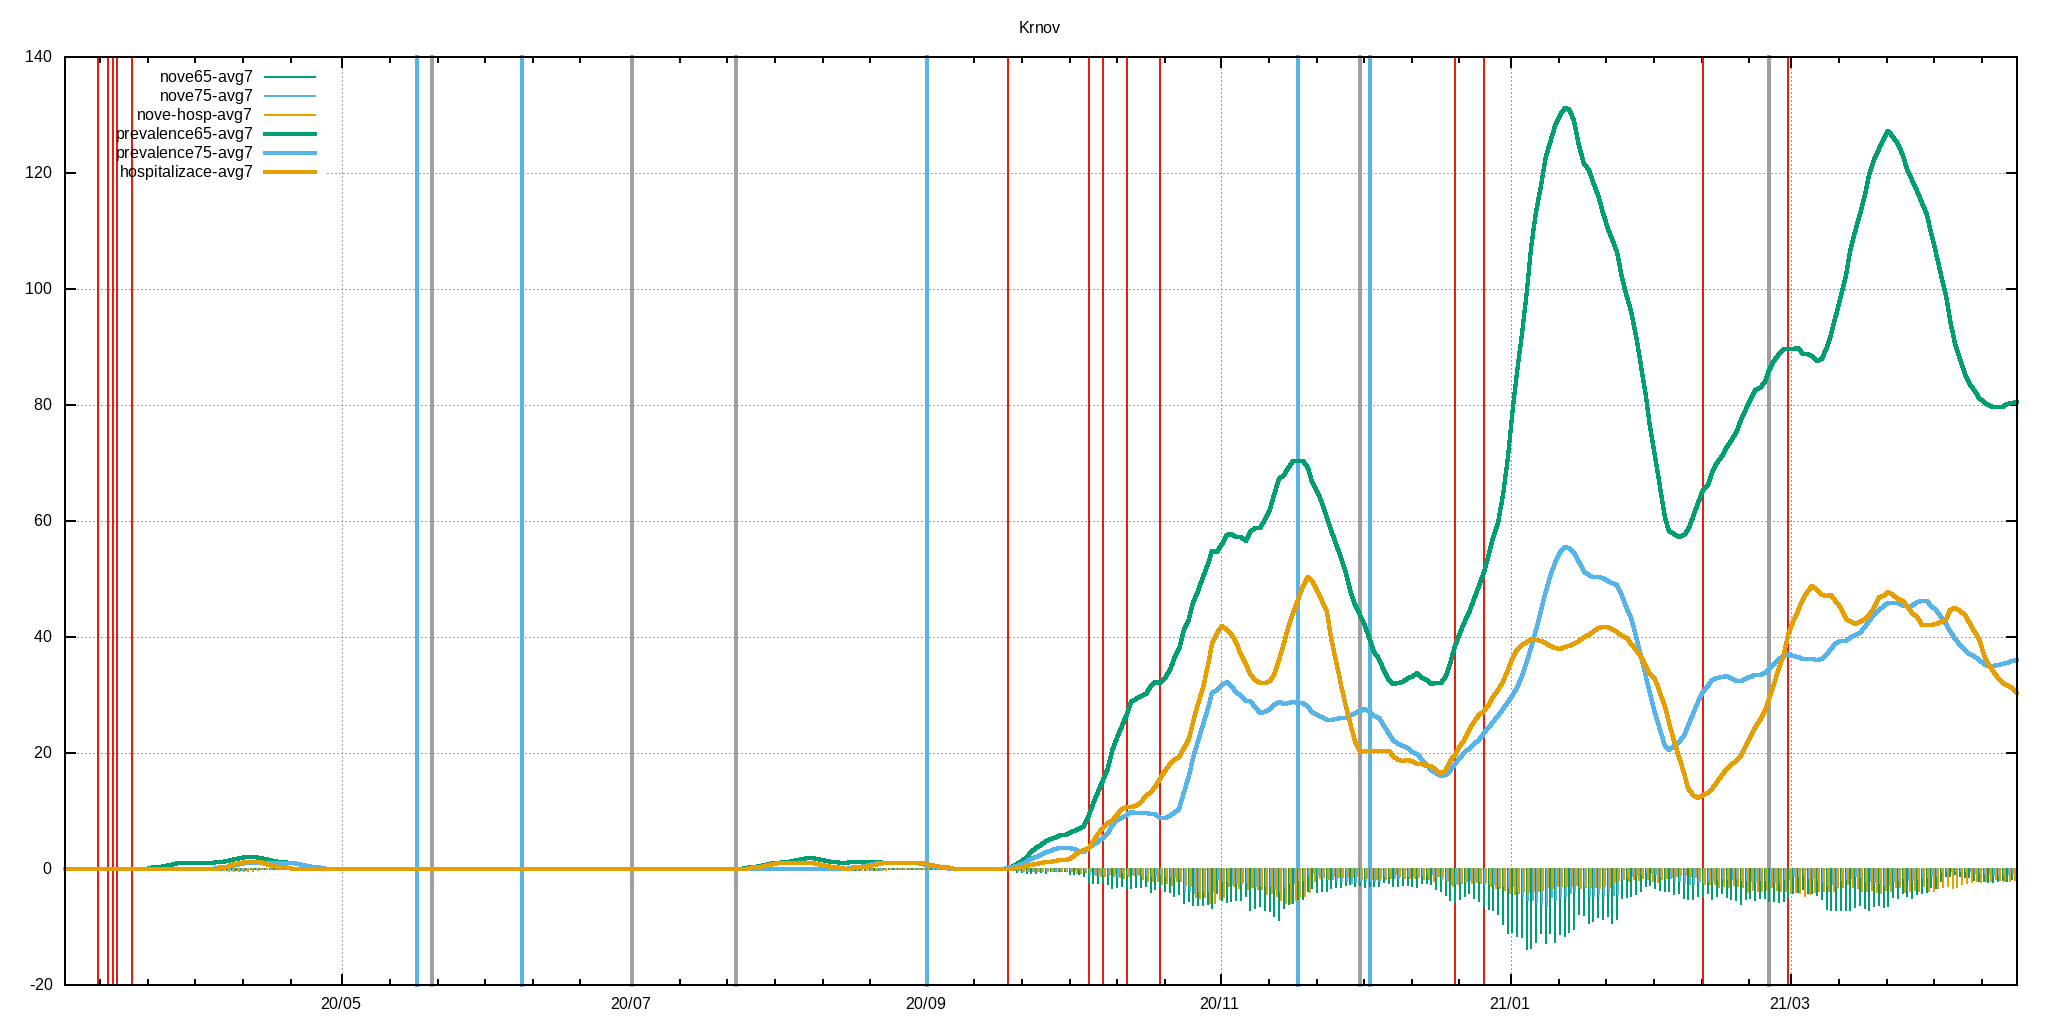 Krnov
140
120
100
80
60
40
20
0
-20
nove65-avg7
nove75-avg7
nove-hosp-avg7
prevalence65-avg7
prevalence75-avg7
hospitalizace-avg7
20/05 20/07 20/09 20/11 21/01 21/03